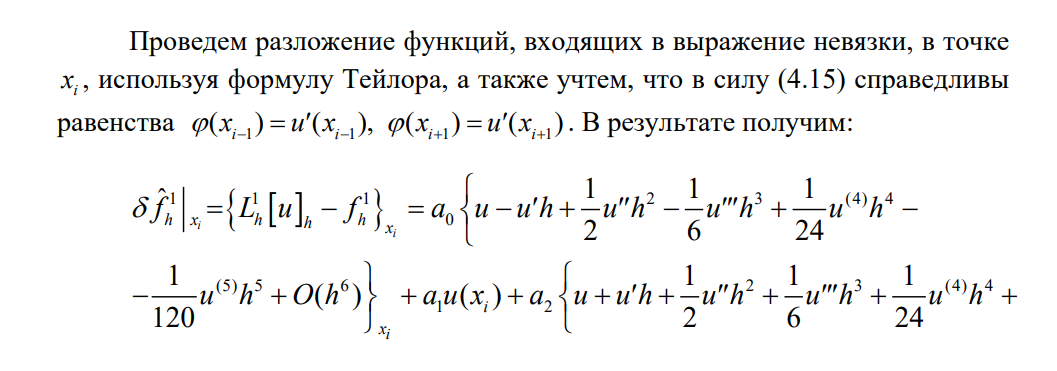 Проведем разложение функций, входящих в выражение невязки, в точке
$x_i$, используя формулу Тейлора, а также учтем, что в силу (4.15) справедливы
равенства $\varphi(x_{i-1}) = u'(x_{i-1}),\ \varphi(x_{i+1}) = u'(x_{i+1})$. В результате получим:
$\delta \hat{f}_h^1 \big|_{x_i} = \left\{ L_h^1 [u]_h - f_h^1 \right\}_{x_i} = a_0 \left\{ u - u'h + \frac{1}{2} u'' h^2 - \frac{1}{6} u''' h^3 + \frac{1}{24} u^{(4)} h^4 - \right.$
$\left. - \frac{1}{120} u^{(5)} h^5 + O(h^6) \right\}_{x_i} + a_1 u(x_i) + a_2 \left\{ u + u'h + \frac{1}{2} u'' h^2 + \frac{1}{6} u''' h^3 + \frac{1}{24} u^{(4)} h^4 + \right.$